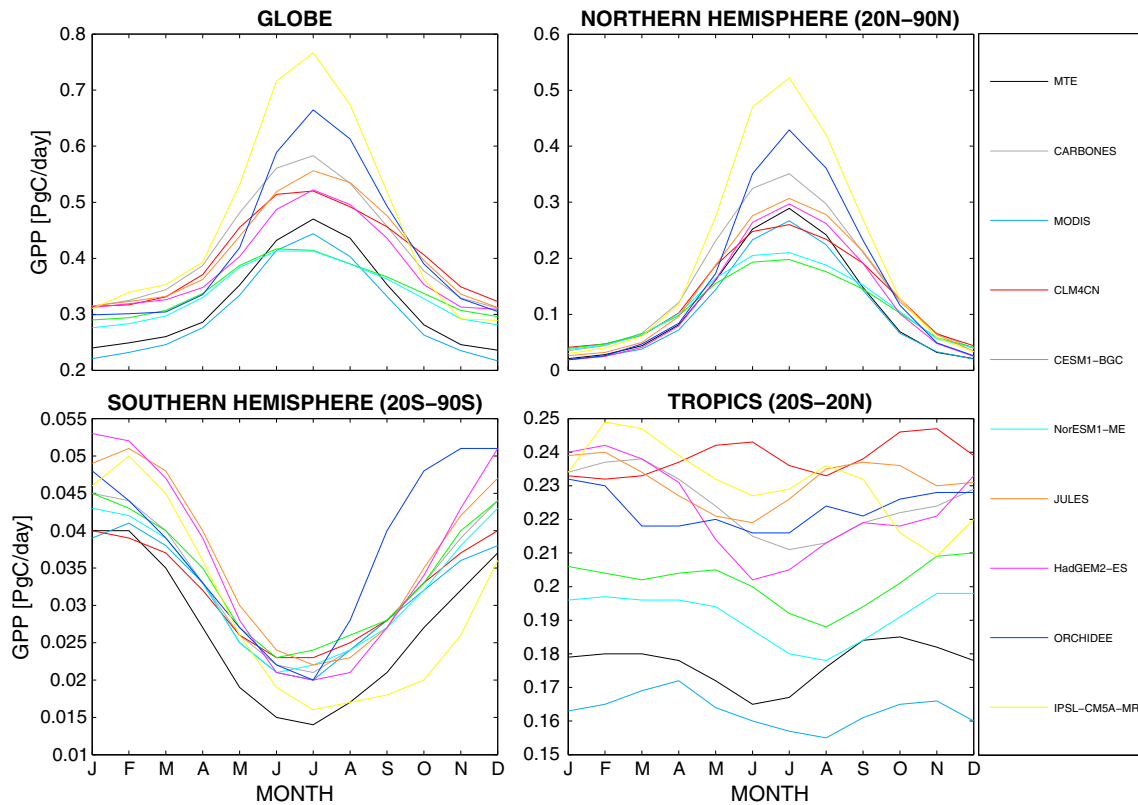 GLOBE
NORTHERN HEMISPHERE (20N–90N)
GPP [PgC/day]
0.8
0.7
0.6
0.5
0.4
0.3
0.2
J F M A M J J A S O N D
0.6
0.5
0.4
0.3
0.2
0.1
0
J F M A M J J A S O N D
SOUTHERN HEMISPHERE (20S–90S)
TROPICS (20S–20N)
GPP [PgC/day]
0.055
0.05
0.045
0.04
0.035
0.03
0.025
0.02
0.015
0.01
J F M A M J J A S O N D
MONTH
0.25
0.24
0.23
0.22
0.21
0.2
0.19
0.18
0.17
0.16
0.15
J F M A M J J A S O N D
MONTH
MTE
CARBONES
MODIS
CLM4CN
CESM1–BGC
NorESM1–ME
JULES
HadGEM2–ES
ORCHIDEE
IPSL–CM5A–MR